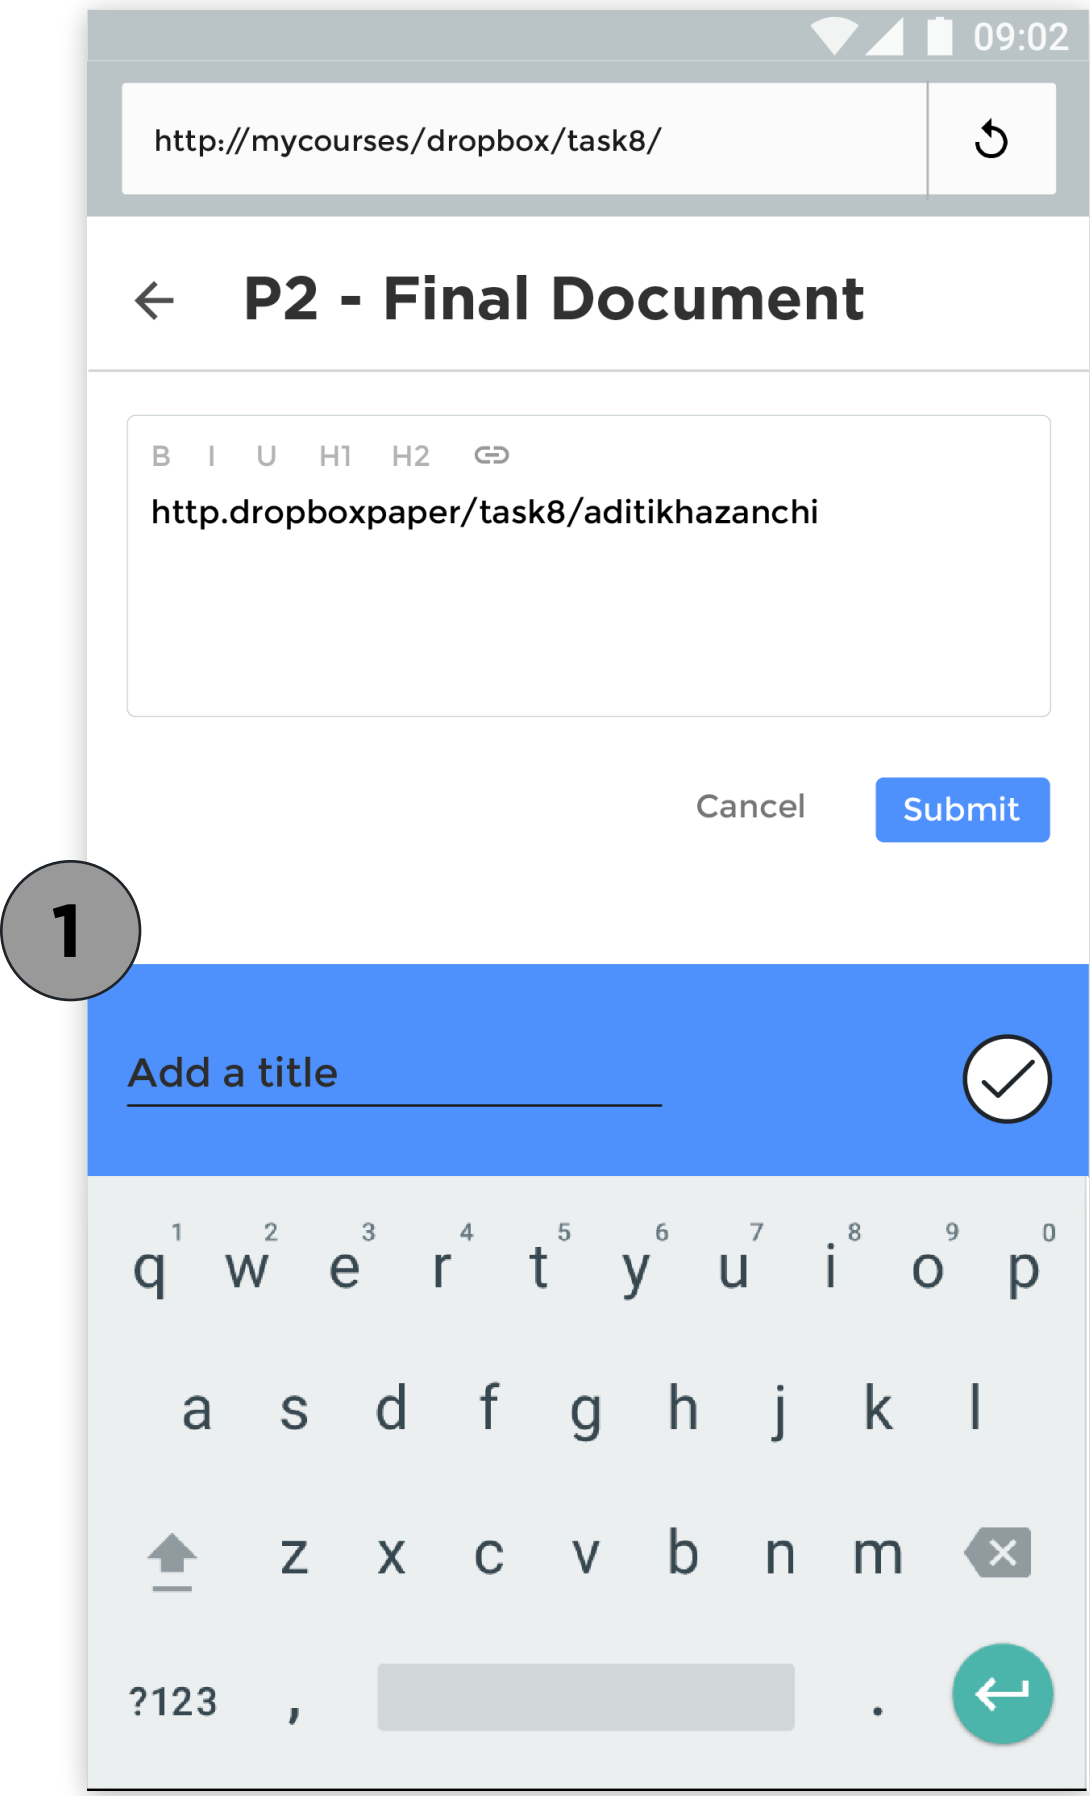 09:02
http://mycourses/dropbox/task8/
P2 - Final Document
B I U H1 H2
http.dropboxpaper/task8/aditikhazanchi
Cancel Submit
1
Add a title
1 2 3 4 5 6 7 8 9 0
q w e r t y u i o p
a s d f g h j k l
z x c v b n m
?123 , .